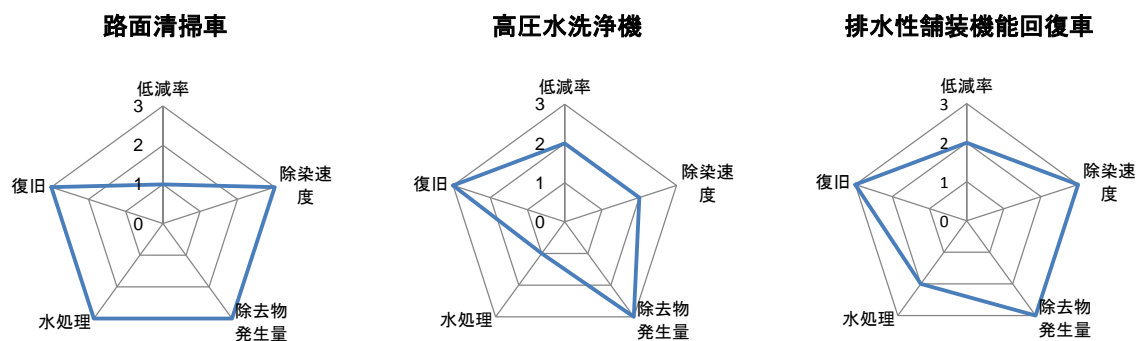 路面清掃車
低減率
3
2
1
0
除染速
度
除去物
発生量
水処理
復旧
高圧水洗浄機
低減率
3
2
1
0
除染速
度
除去物
発生量
水処理
復旧
排水性舗装機能回復車
低減率
3
2
1
0
除染速
度
除去物
発生量
水処理
復旧